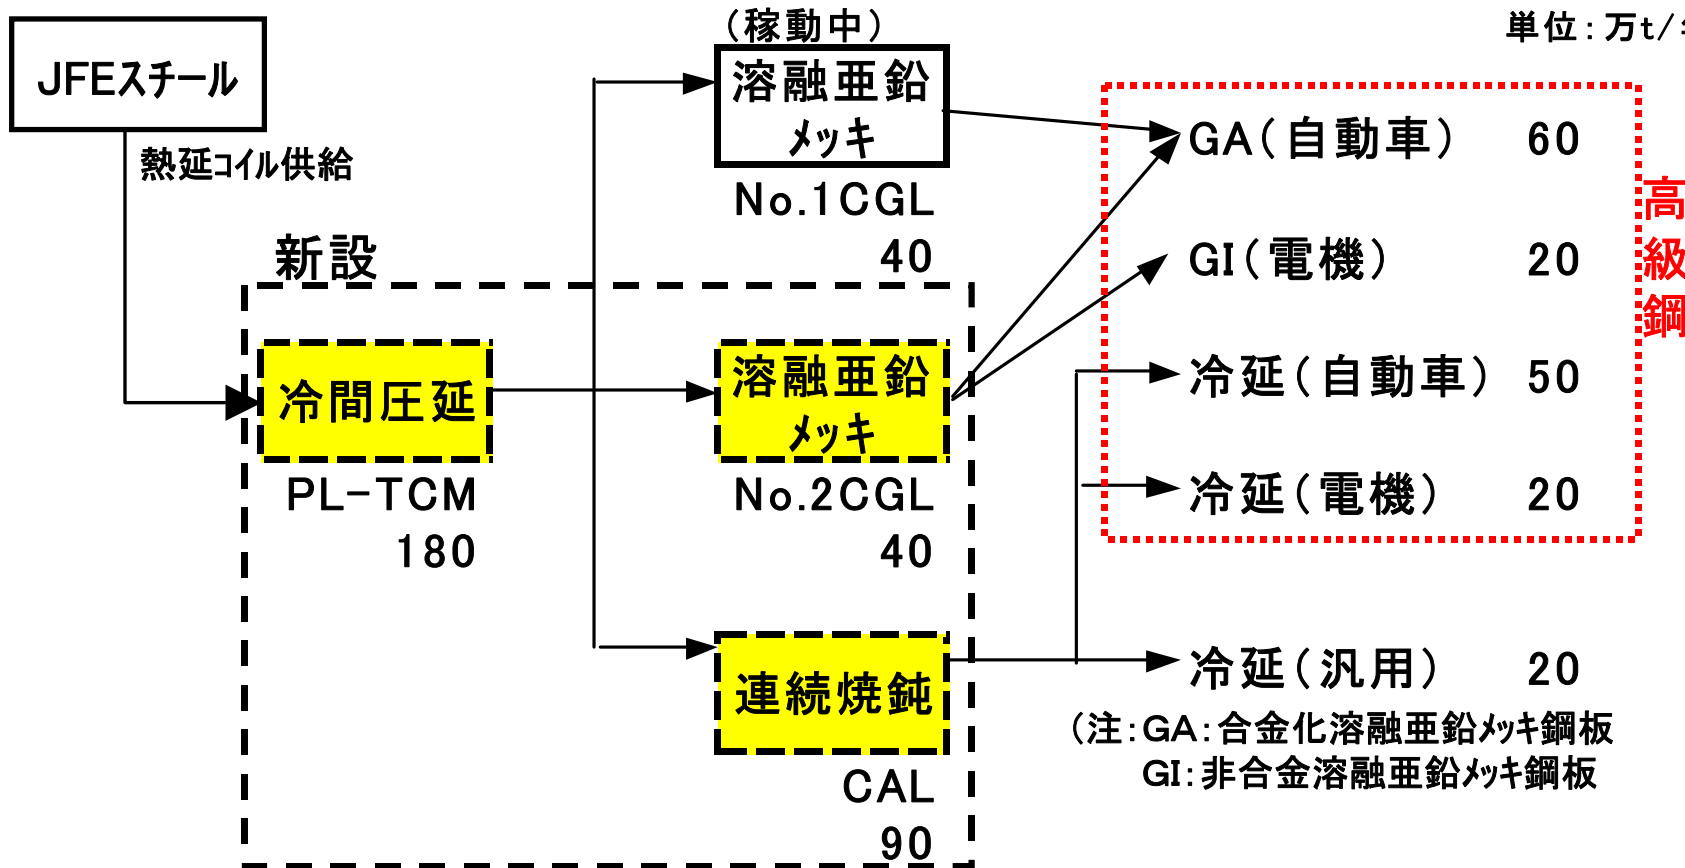 (稼動中)
単位：万t/
JFEスチール
溶融亜鉛
メッキ
熱延コイル供給
No.1CGL
40
GA(自動車) 60
GI(電機) 20
冷延(自動車) 50
冷延(電機) 20
高
級
鋼
新設
冷間圧延
PL-TCM
180
溶融亜鉛
メッキ
No.2CGL
40
連続焼鈍
CAL
90
冷延(汎用) 20
(注：GA：合金化溶融亜鉛メッキ鋼板
GI：非合金溶融亜鉛メッキ鋼板